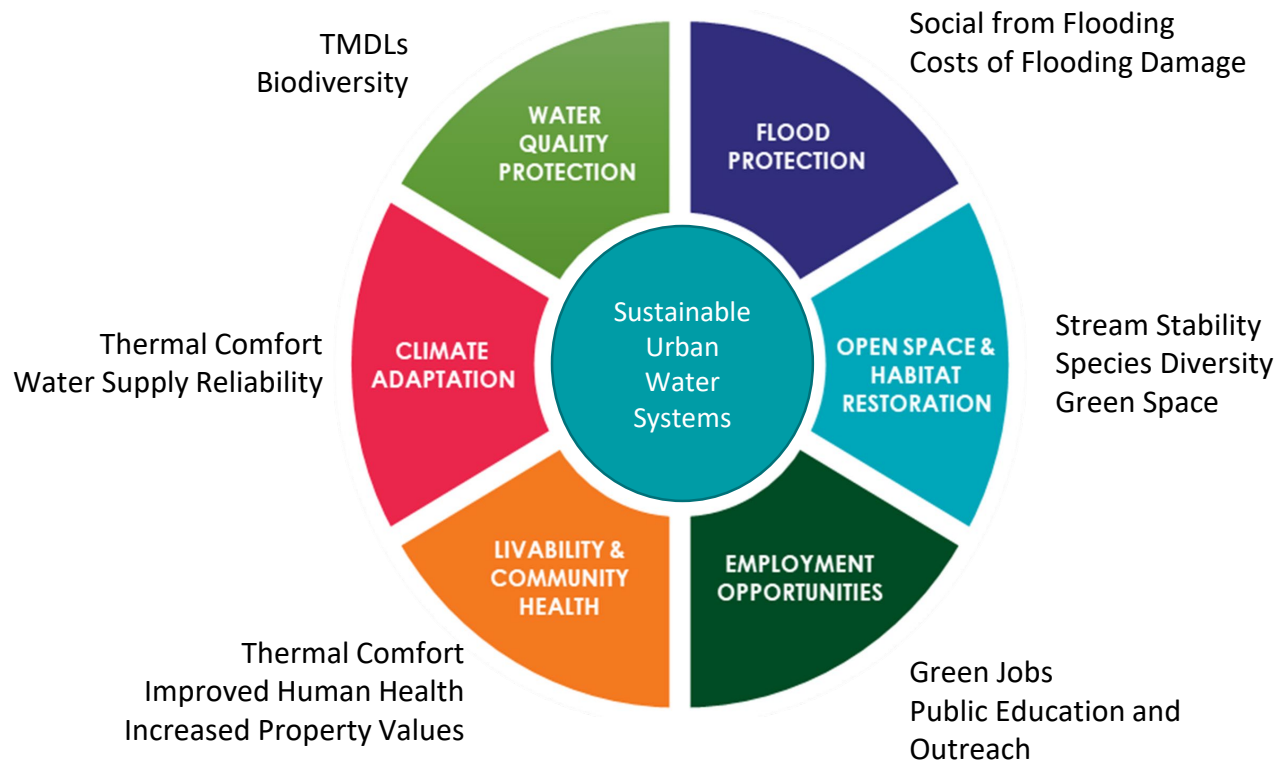 TMDLs
Biodiversity
Social from Flooding
Costs of Flooding Damage
WATER
QUALITY
PROTECTION
FLOOD
PROTECTION
Thermal Comfort
Water Supply Reliability
CLIMATE
ADAPTATION
Sustainable
Urban
Water
Systems
OPEN SPACE &
HABITAT
RESTORATION
Stream Stability
Species Diversity
Green Space
LIVABILITY &
COMMUNITY
HEALTH
EMPLOYMENT
OPPORTUNITIES
Thermal Comfort
Improved Human Health
Increased Property Values
Green Jobs
Public Education and
Outreach